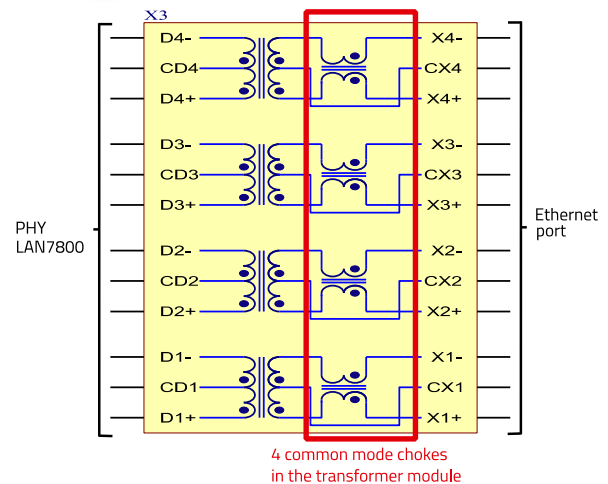 X3
D4- X4-
CD4 CX4
D4+ X4+
D3- X3-
CD3 CX3
D3+ X3+
PHY
LAN7800
Ethernet
port
D2- X2-
CD2 CX2
D2+ X2+
D1- X1-
CD1 CX1
D1+ X1+
4 common mode chokes
in the transformer module